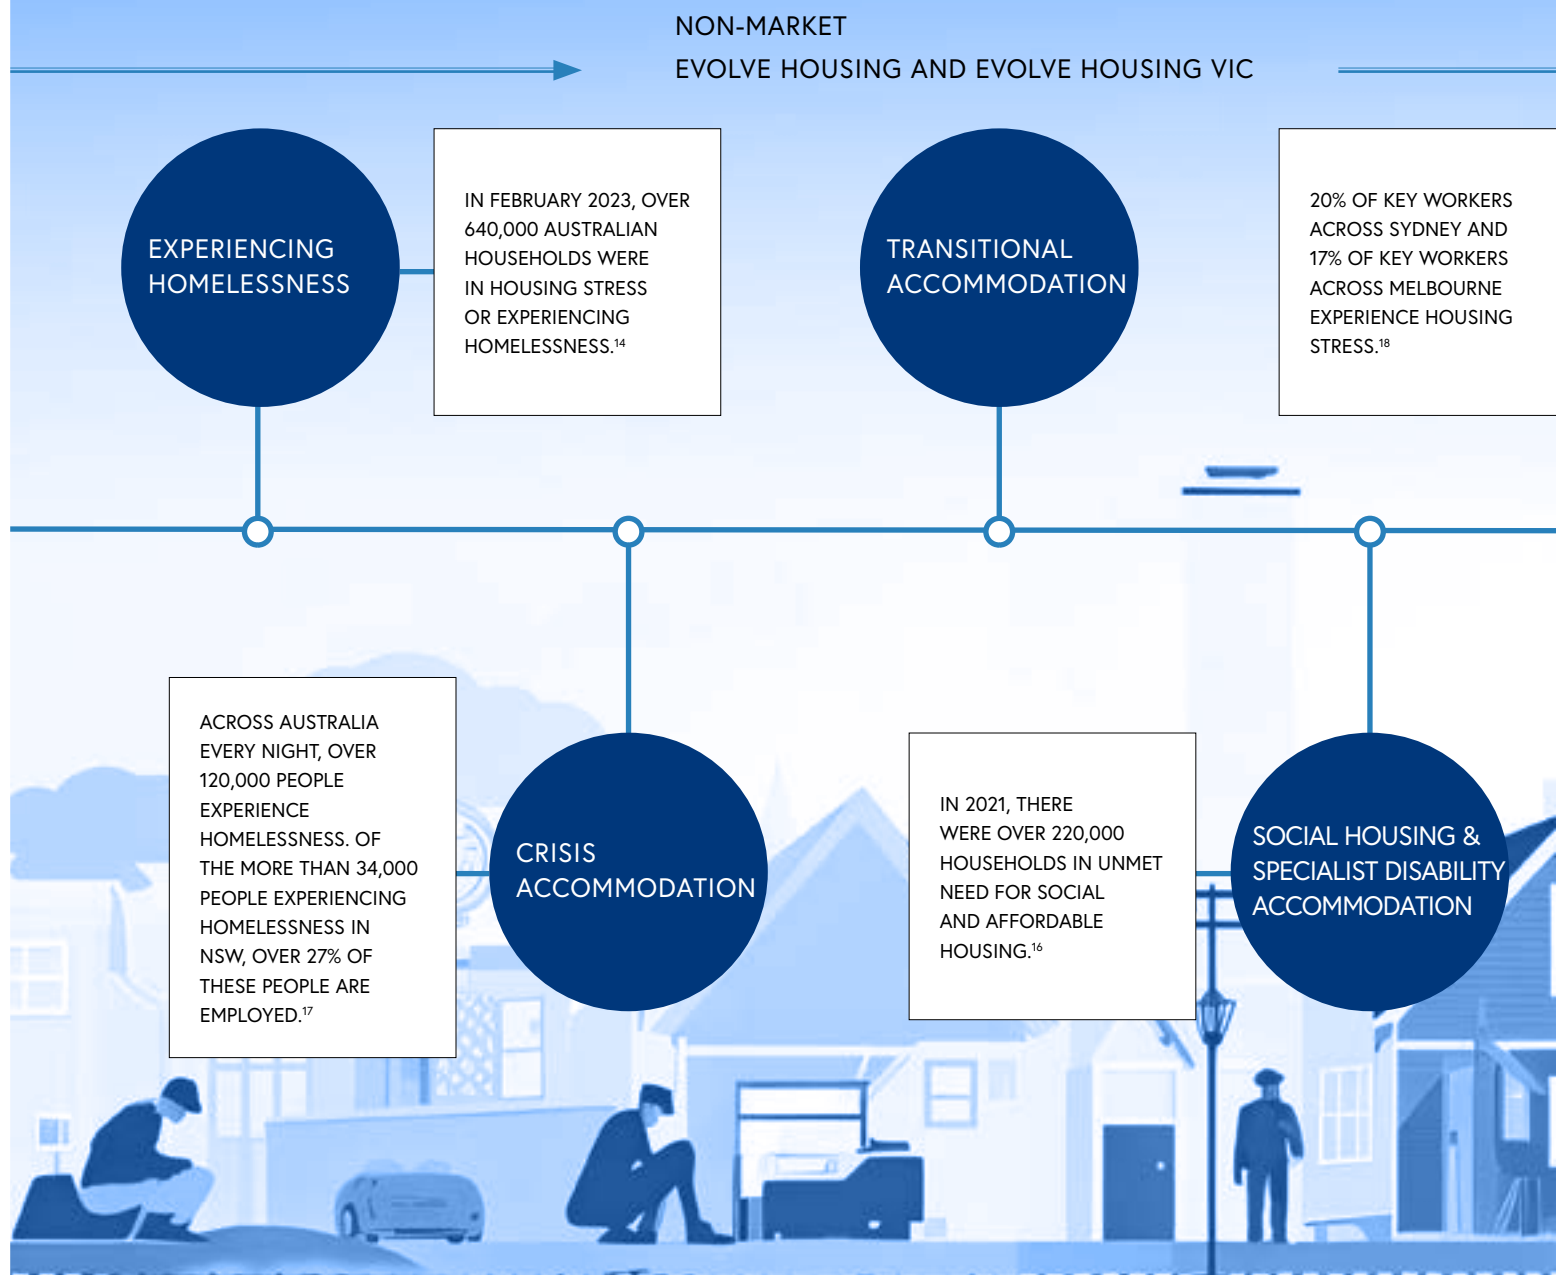 NON-MARKET
EVOLVE HOUSING AND EVOLVE HOUSING VIC
EXPERIENCING
HOMELESSNESS
IN FEBRUARY 2023, OVER
640,000 AUSTRALIAN
HOUSEHOLDS WERE
IN HOUSING STRESS
OR EXPERIENCING
HOMELESSNESS.14
TRANSITIONAL
ACCOMMODATION
20% OF KEY WORKERS
ACROSS SYDNEY AND
17% OF KEY WORKERS
ACROSS MELBOURNE
EXPERIENCE HOUSING
STRESS.18
ACROSS AUSTRALIA
EVERY NIGHT, OVER
120,000 PEOPLE
EXPERIENCE
HOMELESSNESS. OF
THE MORE THAN 34,000
PEOPLE EXPERIENCING
HOMELESSNESS IN
NSW, OVER 27% OF
THESE PEOPLE ARE
EMPLOYED.17
CRISIS
ACCOMMODATION
IN 2021, THERE
WERE OVER 220,000
HOUSEHOLDS IN UNMET
NEED FOR SOCIAL
AND AFFORDABLE
HOUSING.16
SOCIAL HOUSING &
SPECIALIST DISABILITY
ACCOMMODATION